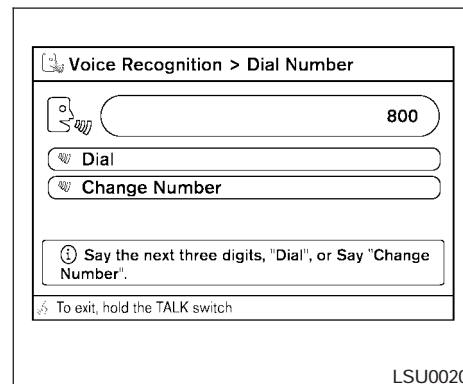 Voice Recognition > Dial Number
800
Dial
Change Number
Say the next three digits, "Dial", or Say "Change
Number".
To exit, hold the TALK switch
LSU0020